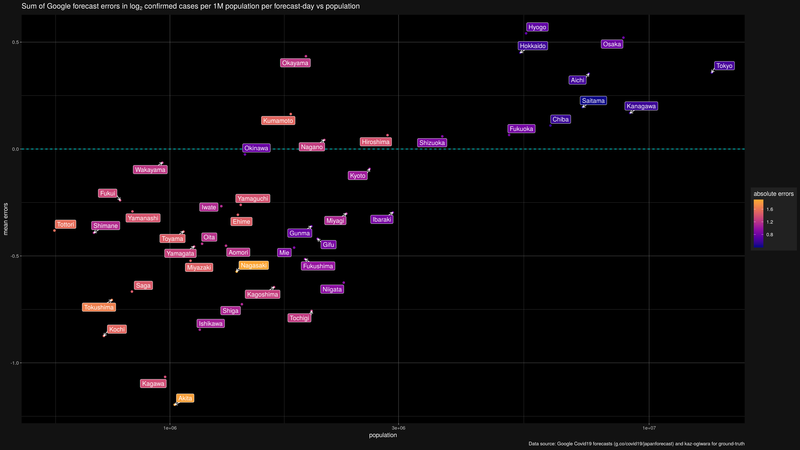 Sum of Google forecast errors in log2 confirmed cases per 1M population per forecast-day vs population
Hyogo
Hokkaido
Osaka
Okayama
Tokyo
Aichi
Saitama
Kanagawa
Kumamoto
Chiba
Fukuoka
Okinawa
Nagano
Hiroshima
Shizuoka
Wakayama
Kyoto
Fukui
Yamaguchi
Iwate
Tottori
Shimane
Yamanashi
Ehime
Miyagi
Ibaraki
Toyama
Oita
Gunma
Gifu
Yamagata
Aomori
Mie
Miyazaki
Nagasaki
Fukushima
Saga
Kagoshima
Niigata
Tokushima
Shiga
Tochigi
Kochi
Ishikawa
Kagawa
Akita
0.5
0.0
-0.5
-1.0
mean errors
1e+06
3e+06
1e+07
population
absolute errors
1.6
1.2
0.8
Data source: Google Covid19 forecasts (g.co/covid19/japanforecast) and kaz-ogiwara for ground-truth